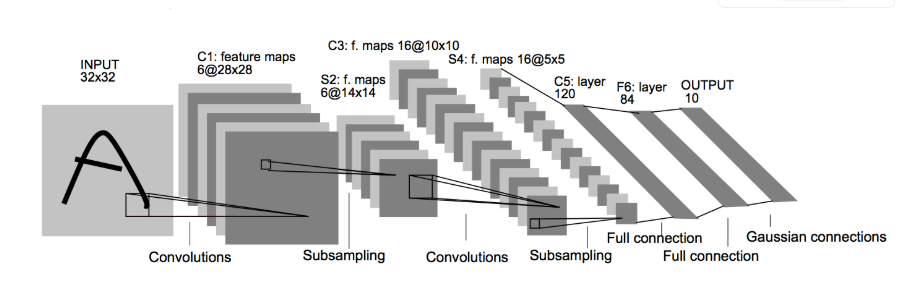 INPUT
32x32
C1: feature maps
6@28x28
C3: f. maps 16@10x10
S2: f. maps
6@14x14
S4: f. maps 16@5x5
C5: layer
120
F6: layer
84
OUTPUT
10
Convolutions
Subsampling
Convolutions
Subsampling
Full connection
Full connection
Gaussian connections